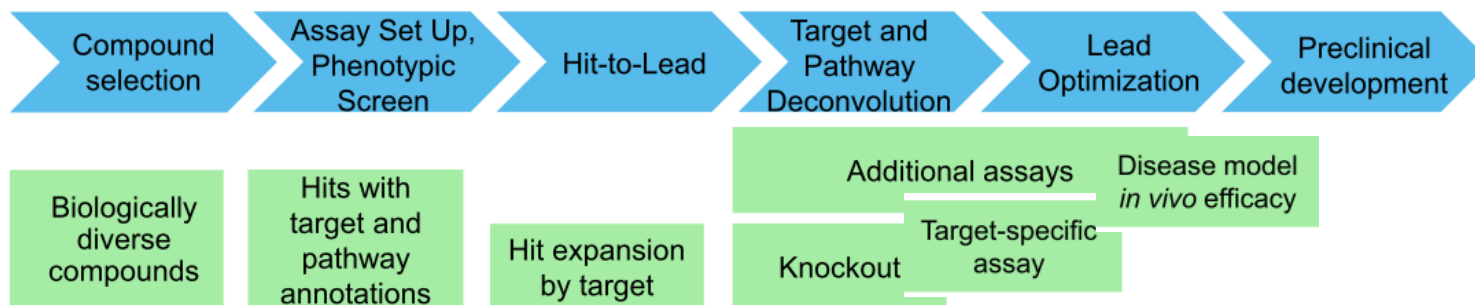 Compound
selection
Assay Set Up,
Phenotypic
Screen
Hit-to-Lead
Target and
Pathway
Deconvolution
Lead
Optimization
Preclinical
development
Biologically
diverse
compounds
Hits with
target and
pathway
annotations
Hit expansion
by target
Additional assays
Knockout
Target-specific
assay
Disease model
in vivo efficacy